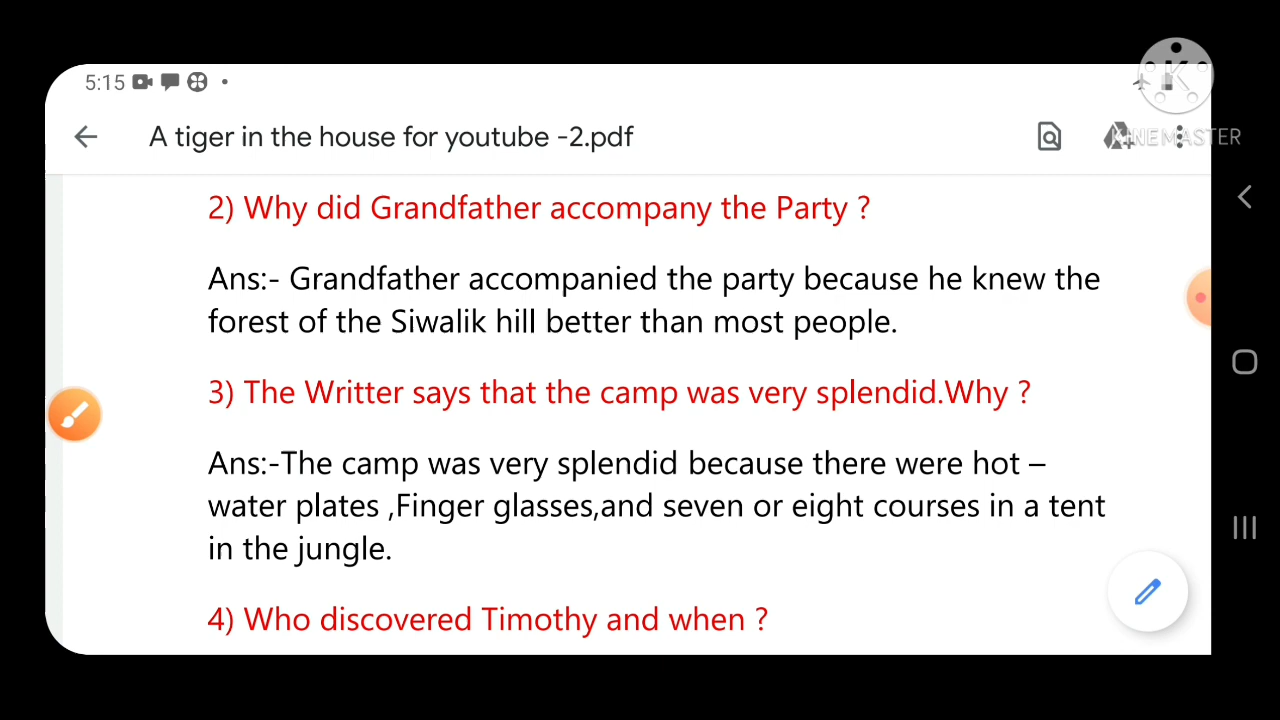 5:15
A tiger in the house for youtube -2.pdf
KINEMASTER
2) Why did Grandfather accompany the Party ?
Ans:- Grandfather accompanied the party because he knew the
forest of the Siwalik hill better than most people.
3) The Writter says that the camp was very splendid.Why ?
Ans:-The camp was very splendid because there were hot –
water plates ,Finger glasses,and seven or eight courses in a tent
in the jungle.
4) Who discovered Timothy and when ?